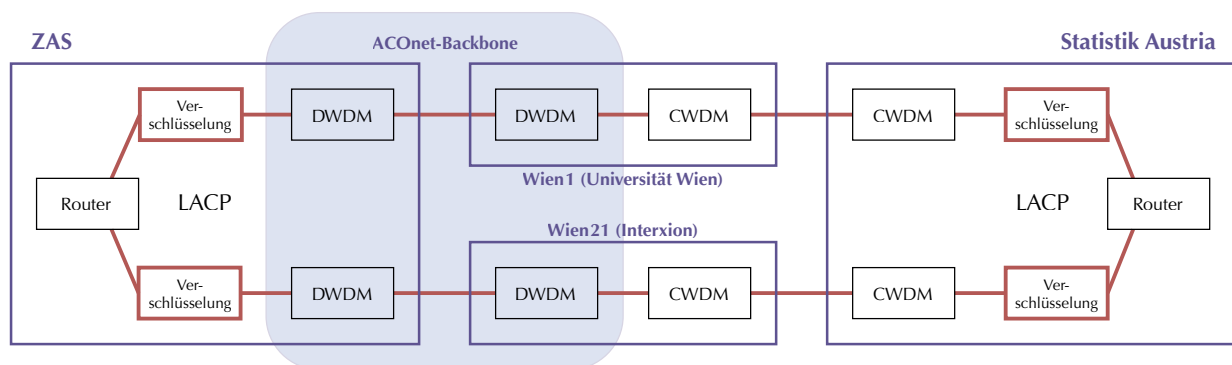 ZAS
ACOnet-Backbone
Statistik Austria
Ver-
schlüsselung
DWDM
DWDM
CWDM
CWDM
Ver-
schlüsselung
Wien1 (Universität Wien)
Router
LACP
LACP
Router
Wien21 (Interxion)
Ver-
schlüsselung
DWDM
DWDM
CWDM
CWDM
Ver-
schlüsselung